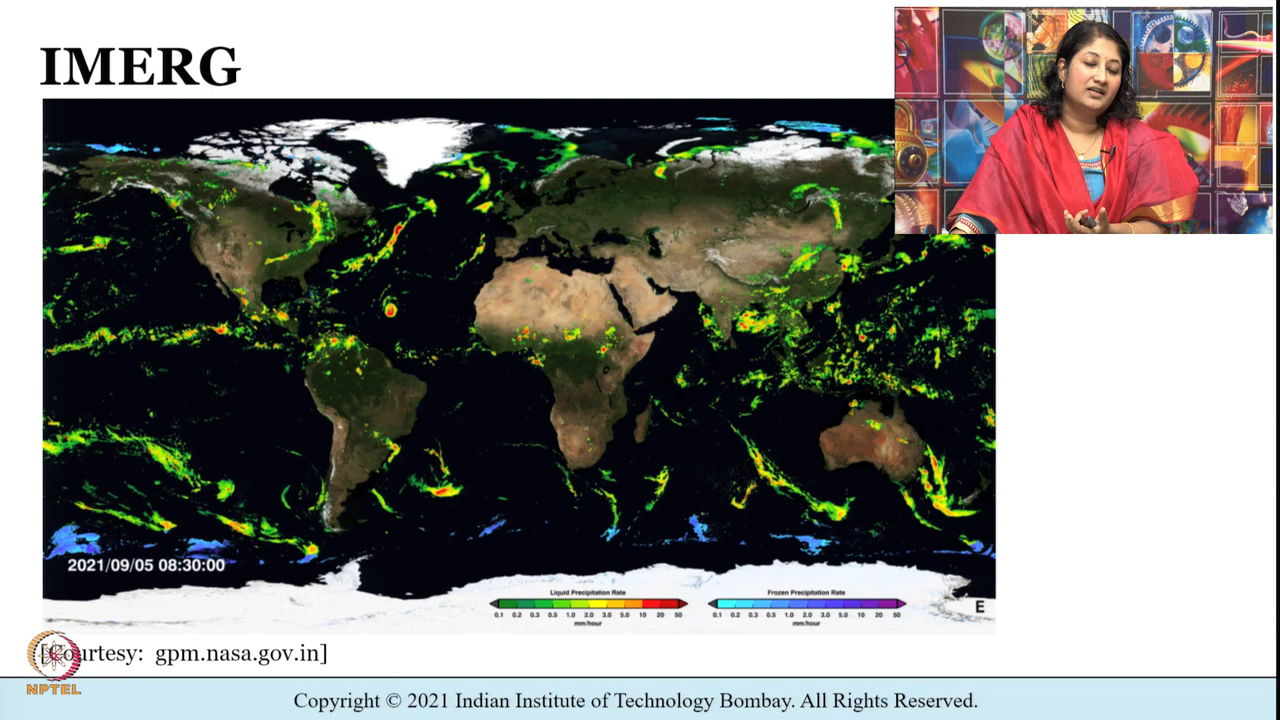 IMERG
2021/09/05 08:30:00
Liquid Precipitation Rate
0.1 0.2 0.3 0.5 1.0 2.0 3.0 5.0 10 20 50
mm/hour
Frozen Precipitation Rate
0.1 0.2 0.3 0.5 1.0 2.0 3.0 5.0 10 20 50
mm/hour
E
[Courtesy: gpm.nasa.gov.in]
NPTEL
Copyright © 2021 Indian Institute of Technology Bombay. All Rights Reserved.